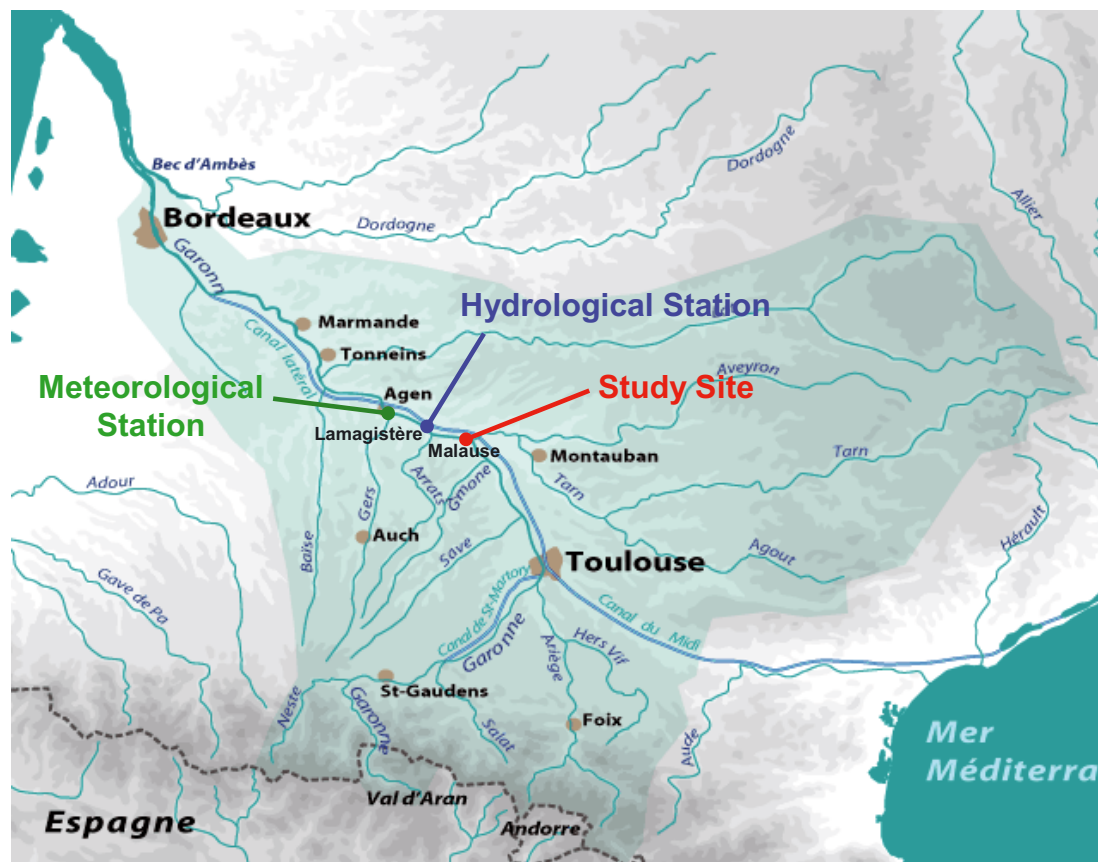 Bec d'Ambès
Bordeaux
Dordogne
Dordogne
Allier
Garonn
Hydrological Station
Marmande
Canal latéral
Tonneins
Aveyron
Meteorological
Station
Agen
Study Site
Lamagistère
Malause
Montauban
Tarn
Tarn
Adour
Arrats
Gmone
Gers
Auch
Baïse
Save
Toulouse
Agout
Hérault
Gave de Pa
Canal de St-Martory
Garonne
Canal du Midi
Ariège
Hers Vif
St-Gaudens
Neste
Garonne
Salat
Foix
Aude
Mer
Méditerra
Val d'Aran
Espagne
Andorre